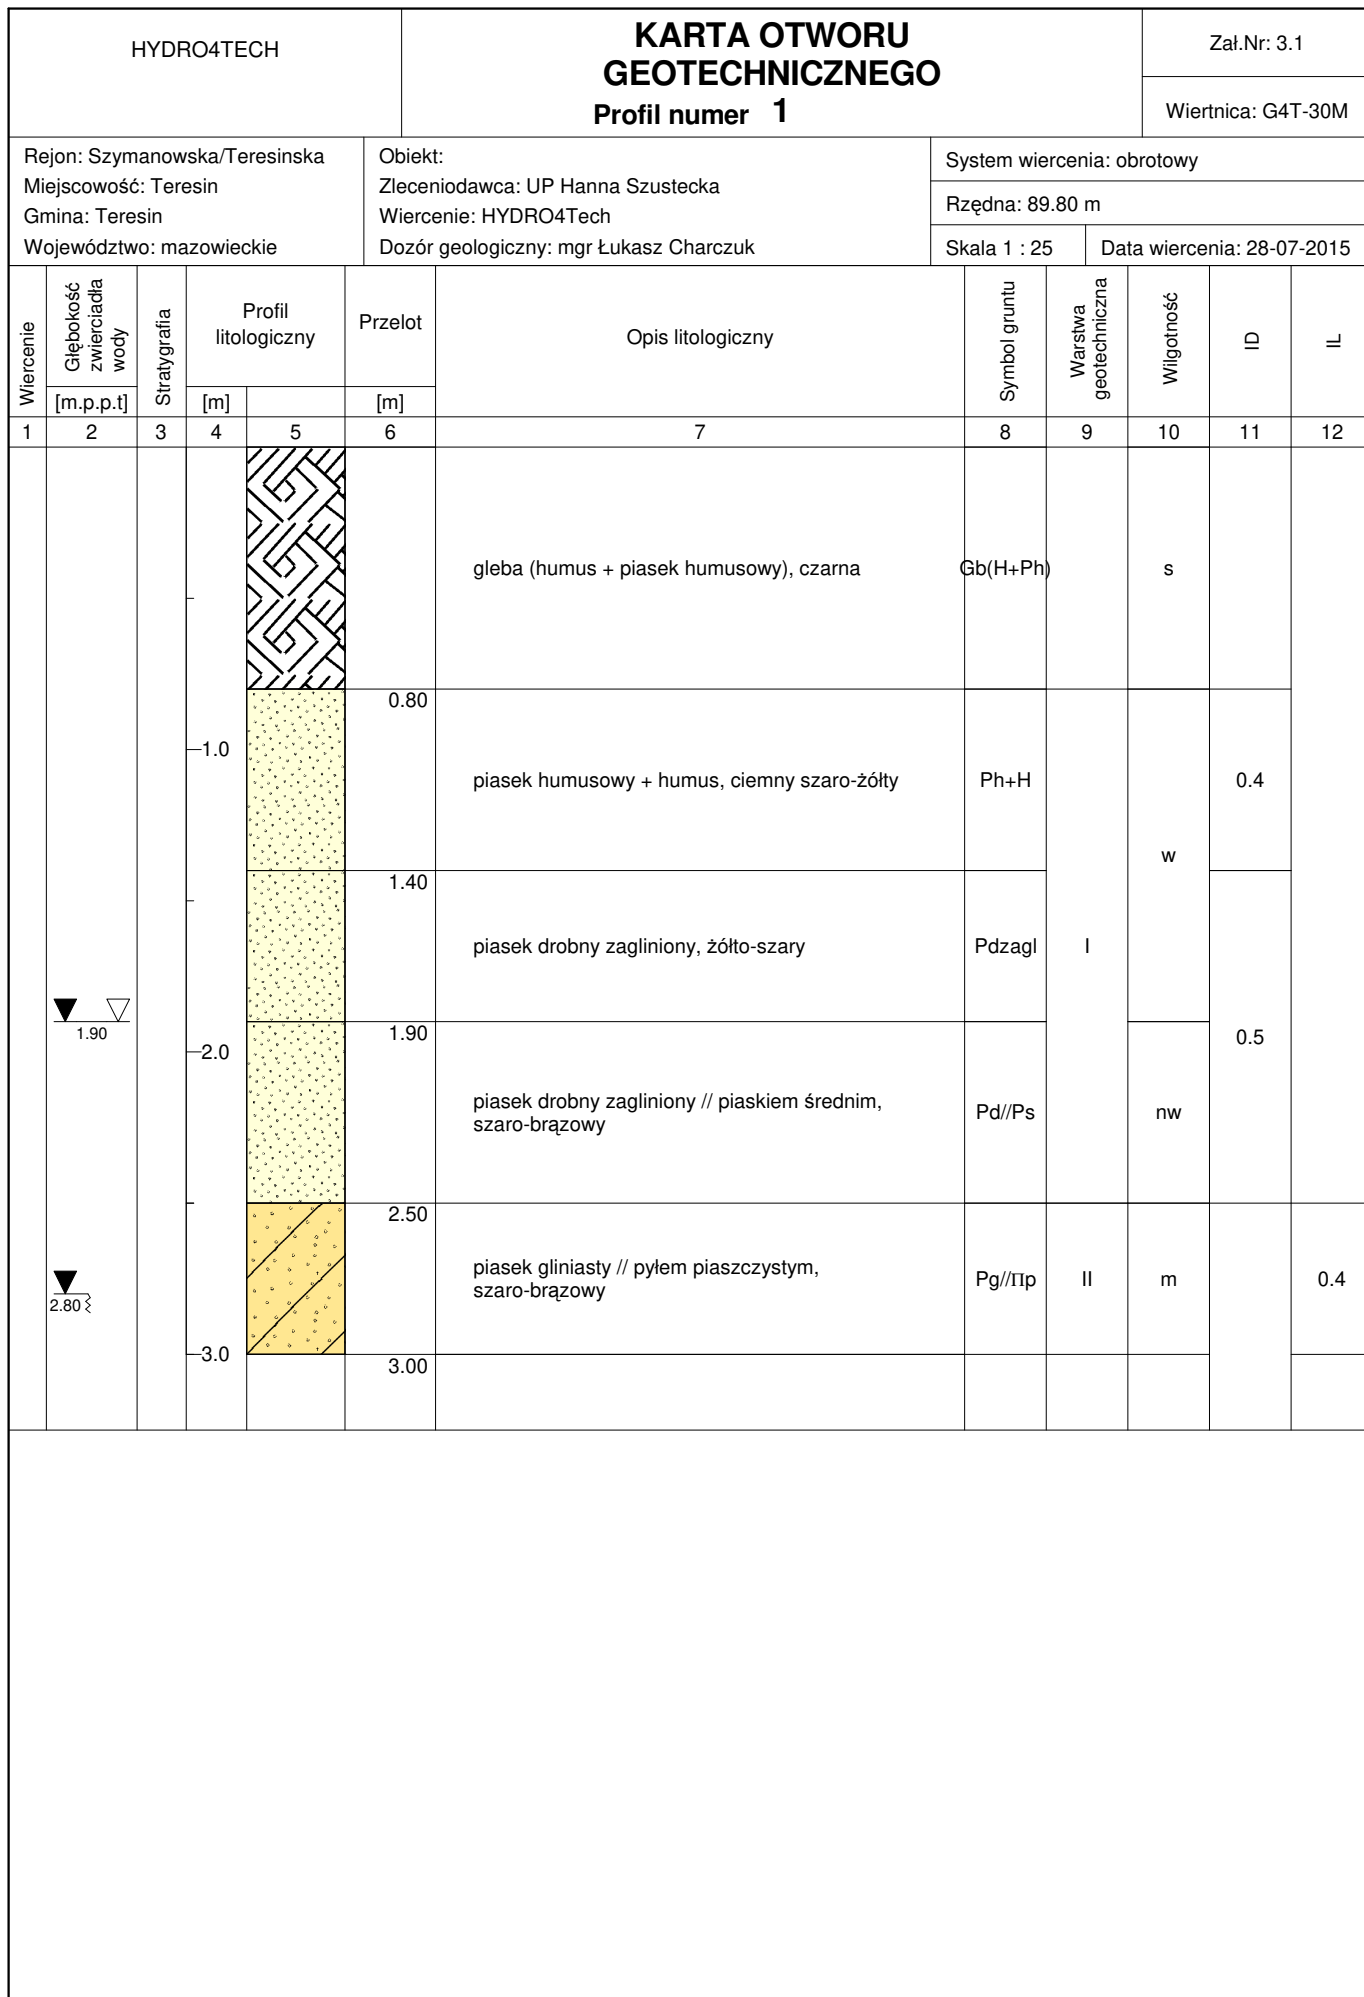 HYDRO4TECH
KARTA OTWORU
GEOTECHNICZNEGO
Profil numer 1
Zał.Nr: 3.1
Wiertnica: G4T-30M
Rejon: Szymanowska/Teresinska
Miejscowość: Teresin
Gmina: Teresin
Województwo: mazowieckie
Obiekt:
Zleceniodawca: UP Hanna Szustecka
Wiercenie: HYDRO4Tech
Dozór geologiczny: mgr Łukasz Charczuk
System wiercenia: obrotowy
Rzędna: 89.80 m
Skala 1 : 25
Data wiercenia: 28-07-2015
Wiercenie
Głębokość
zwierciadła
wody
[m.p.p.t]
Stratygrafia
Profil
litologiczny
[m]
Przelot
[m]
Opis litologiczny
Symbol gruntu
Warstwa
geotechniczna
Wilgotność
ID
IL
1 2 3 4 5 6 7 8 9 10 11 12
gleba (humus + piasek humusowy), czarna Gb(H+Ph) s
0.80
1.0
piasek humusowy + humus, ciemny szaro-żółty Ph+H 0.4
w
1.40
piasek drobny zagliniony, żółto-szary Pdzagl I
1.90
1.90
2.0
0.5
piasek drobny zagliniony // piaskiem średnim,
szaro-brązowy
Pd//Ps nw
2.50
piasek gliniasty // pyłem piaszczystym,
szaro-brązowy
Pg//Πp II m 0.4
2.80
3.0
3.00